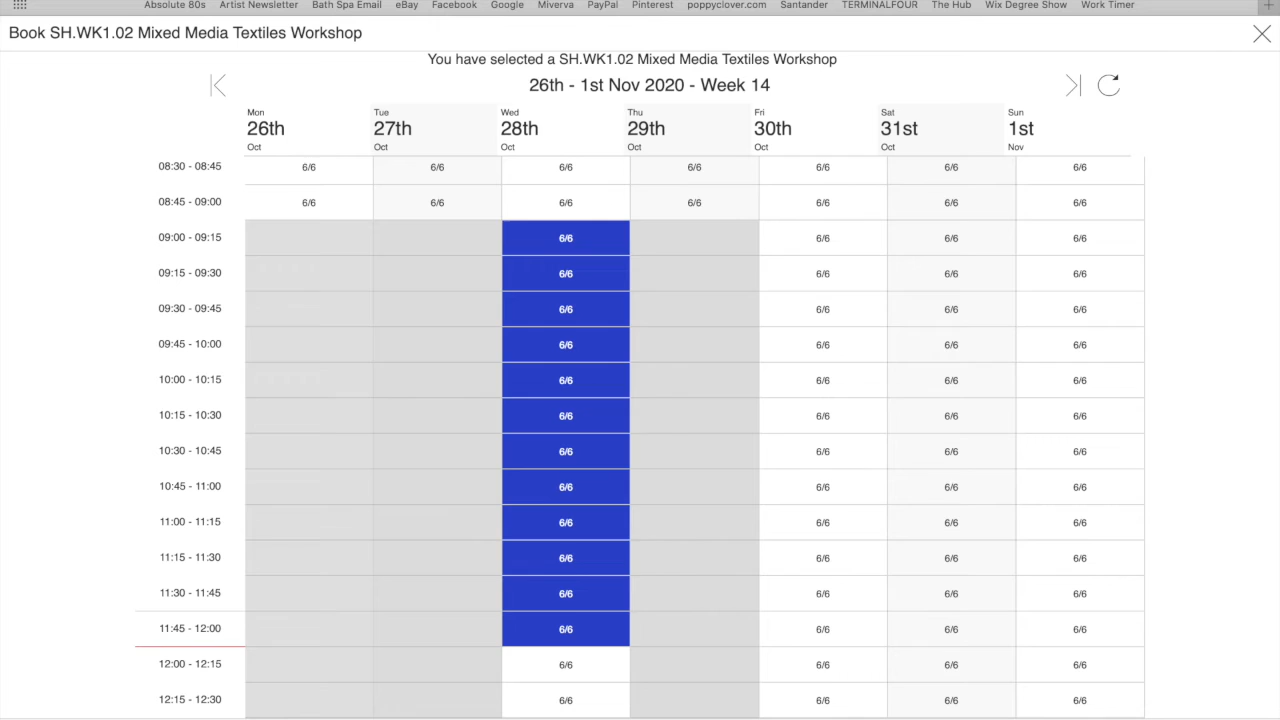 Absolute 80s Artist Newsletter Bath Spa Email eBay Facebook Google Miverva PayPal Pinterest poppyclover.com Santander TERMINALFOUR The Hub Wix Degree Show Work Timer
Book SH.WK1.02 Mixed Media Textiles Workshop
You have selected a SH.WK1.02 Mixed Media Textiles Workshop
26th - 1st Nov 2020 - Week 14
Mon Tue Wed Thu Fri Sat Sun
26th 27th 28th 29th 30th 31st 1st
Oct Oct Oct Oct Oct Oct Nov
08:30 - 08:45 6/6 6/6 6/6 6/6 6/6 6/6 6/6
08:45 - 09:00 6/6 6/6 6/6 6/6 6/6 6/6 6/6
09:00 - 09:15 6/6 6/6 6/6 6/6
09:15 - 09:30 6/6 6/6 6/6 6/6
09:30 - 09:45 6/6 6/6 6/6 6/6
09:45 - 10:00 6/6 6/6 6/6 6/6
10:00 - 10:15 6/6 6/6 6/6 6/6
10:15 - 10:30 6/6 6/6 6/6 6/6
10:30 - 10:45 6/6 6/6 6/6 6/6
10:45 - 11:00 6/6 6/6 6/6 6/6
11:00 - 11:15 6/6 6/6 6/6 6/6
11:15 - 11:30 6/6 6/6 6/6 6/6
11:30 - 11:45 6/6 6/6 6/6 6/6
11:45 - 12:00 6/6 6/6 6/6 6/6
12:00 - 12:15 6/6 6/6 6/6 6/6
12:15 - 12:30 6/6 6/6 6/6 6/6